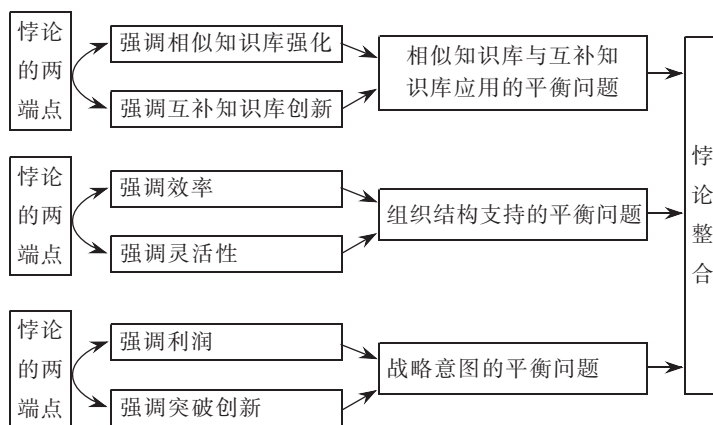 悖论
的两
端点
强调相似知识库强化
强调互补知识库创新
相似知识库与互补知
识库应用的平衡问题
悖论
的两
端点
强调效率
强调灵活性
组织结构支持的平衡问题
悖论
的两
端点
强调利润
强调突破创新
战略意图的平衡问题
悖
论
整
合